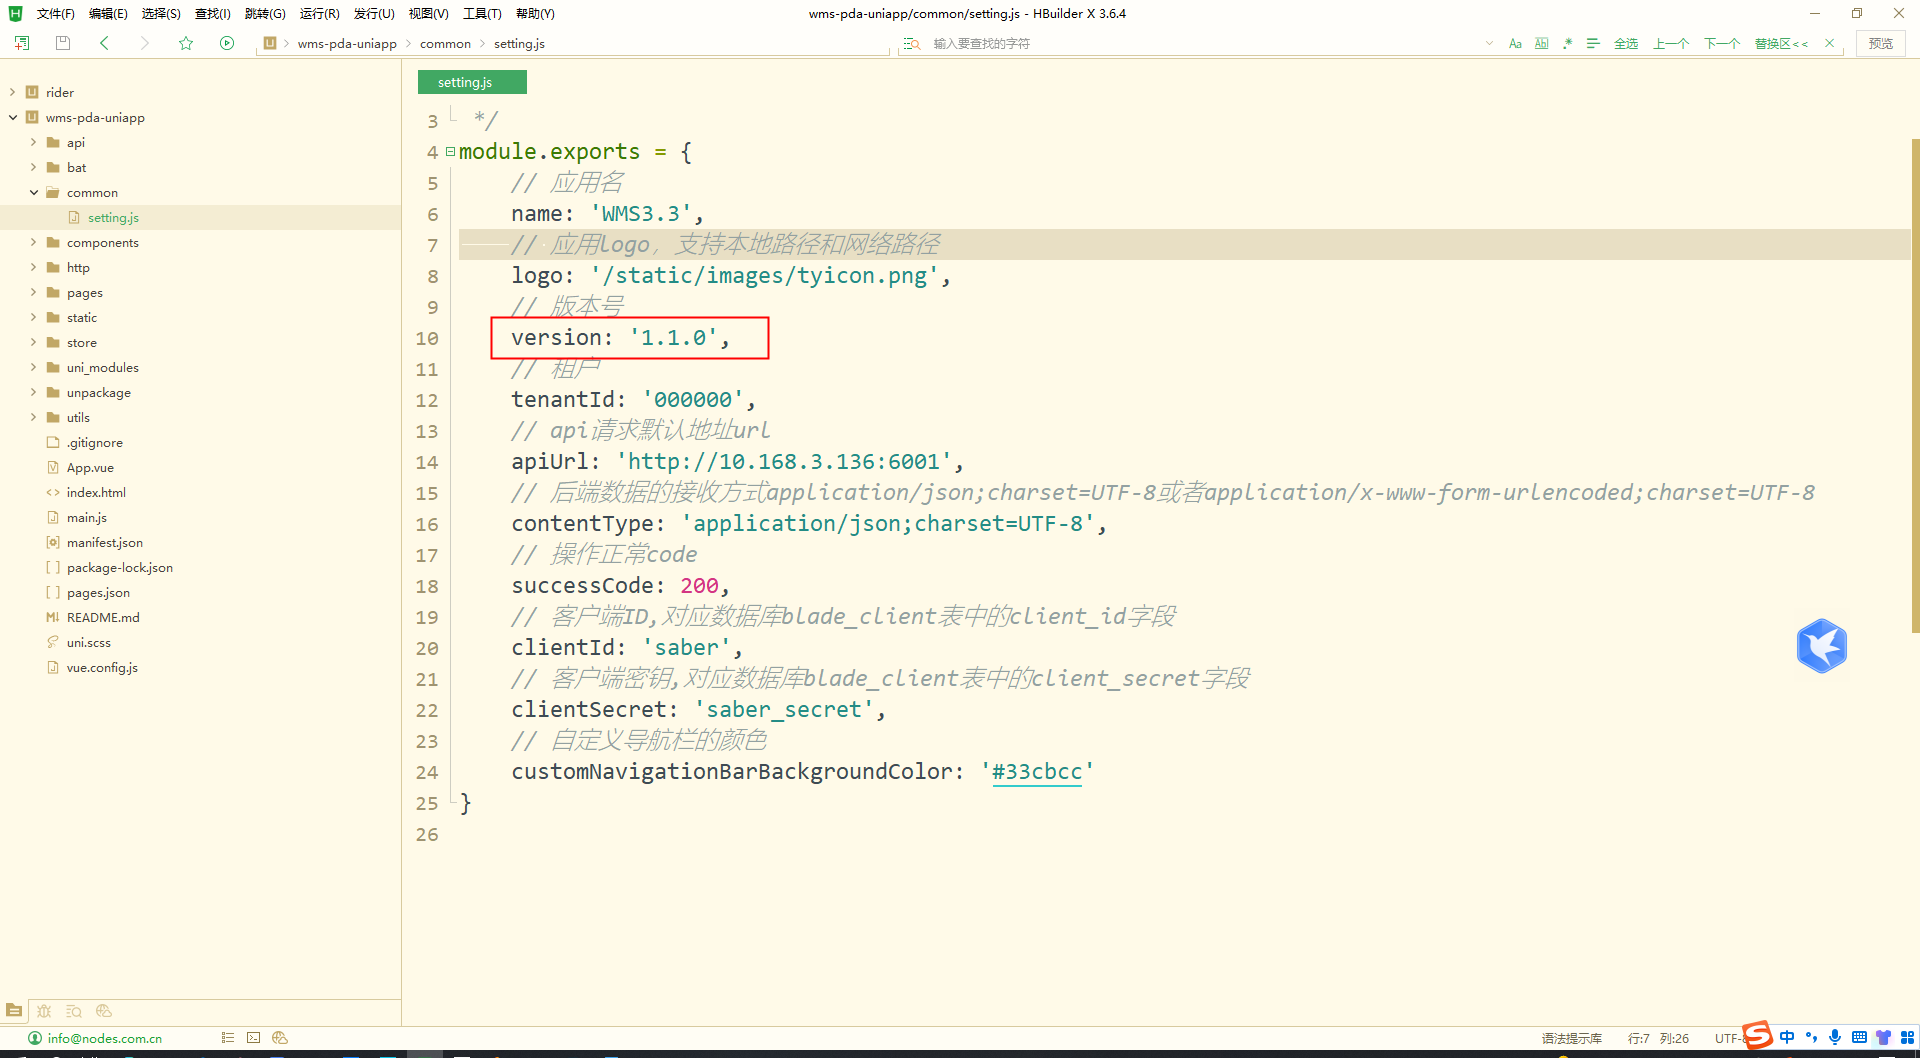 文件(F) 编辑(E) 选择(S) 查找(I) 跳转(G) 运行(R) 发行(U) 视图(V) 工具(T) 帮助(Y)
wms-pda-uniapp/common/setting.js - HBuilder X 3.6.4
wms-pda-uniapp common setting.js
输入要查找的字符
Aa Ab .* 全选 上一个 下一个 替换区<<
预览
rider
wms-pda-uniapp
api
bat
common
setting.js
components
http
pages
static
store
uni_modules
unpackage
utils
.gitignore
App.vue
index.html
main.js
manifest.json
package-lock.json
pages.json
README.md
uni.scss
vue.config.js
setting.js
3 */
4 module.exports = {
5 // 应用名
6 name: 'WMS3.3',
7 // 应用logo，支持本地路径和网络路径
8 logo: '/static/images/tyicon.png',
9 // 版本号
10 version: '1.1.0',
11 // 租户
12 tenantId: '000000',
13 // api请求默认地址url
14 apiUrl: 'http://10.168.3.136:6001',
15 // 后端数据的接收方式application/json;charset=UTF-8或者application/x-www-form-urlencoded;charset=UTF-8
16 contentType: 'application/json;charset=UTF-8',
17 // 操作正常code
18 successCode: 200,
19 // 客户端ID,对应数据库blade_client表中的client_id字段
20 clientId: 'saber',
21 // 客户端密钥,对应数据库blade_client表中的client_secret字段
22 clientSecret: 'saber_secret',
23 // 自定义导航栏的颜色
24 customNavigationBarBackgroundColor: '#33cbcc'
25 }
26
info@nodes.com.cn
语法提示库 行:7 列:26 UTF-8
中